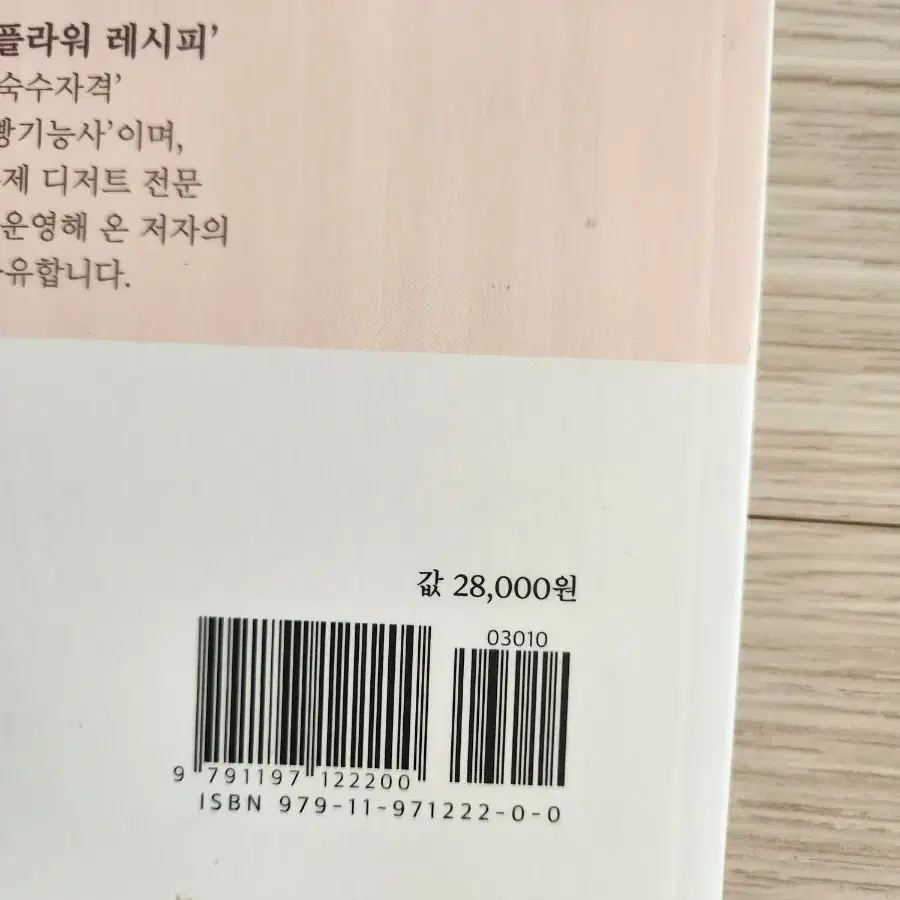 플라워 레시피’
숙수자격’
빵기능사’이며,
제 디저트 전문
운영해 온 저자의
유합니다.
값 28,000원
03010
9 791197 122200
ISBN 979-11-971222-0-0